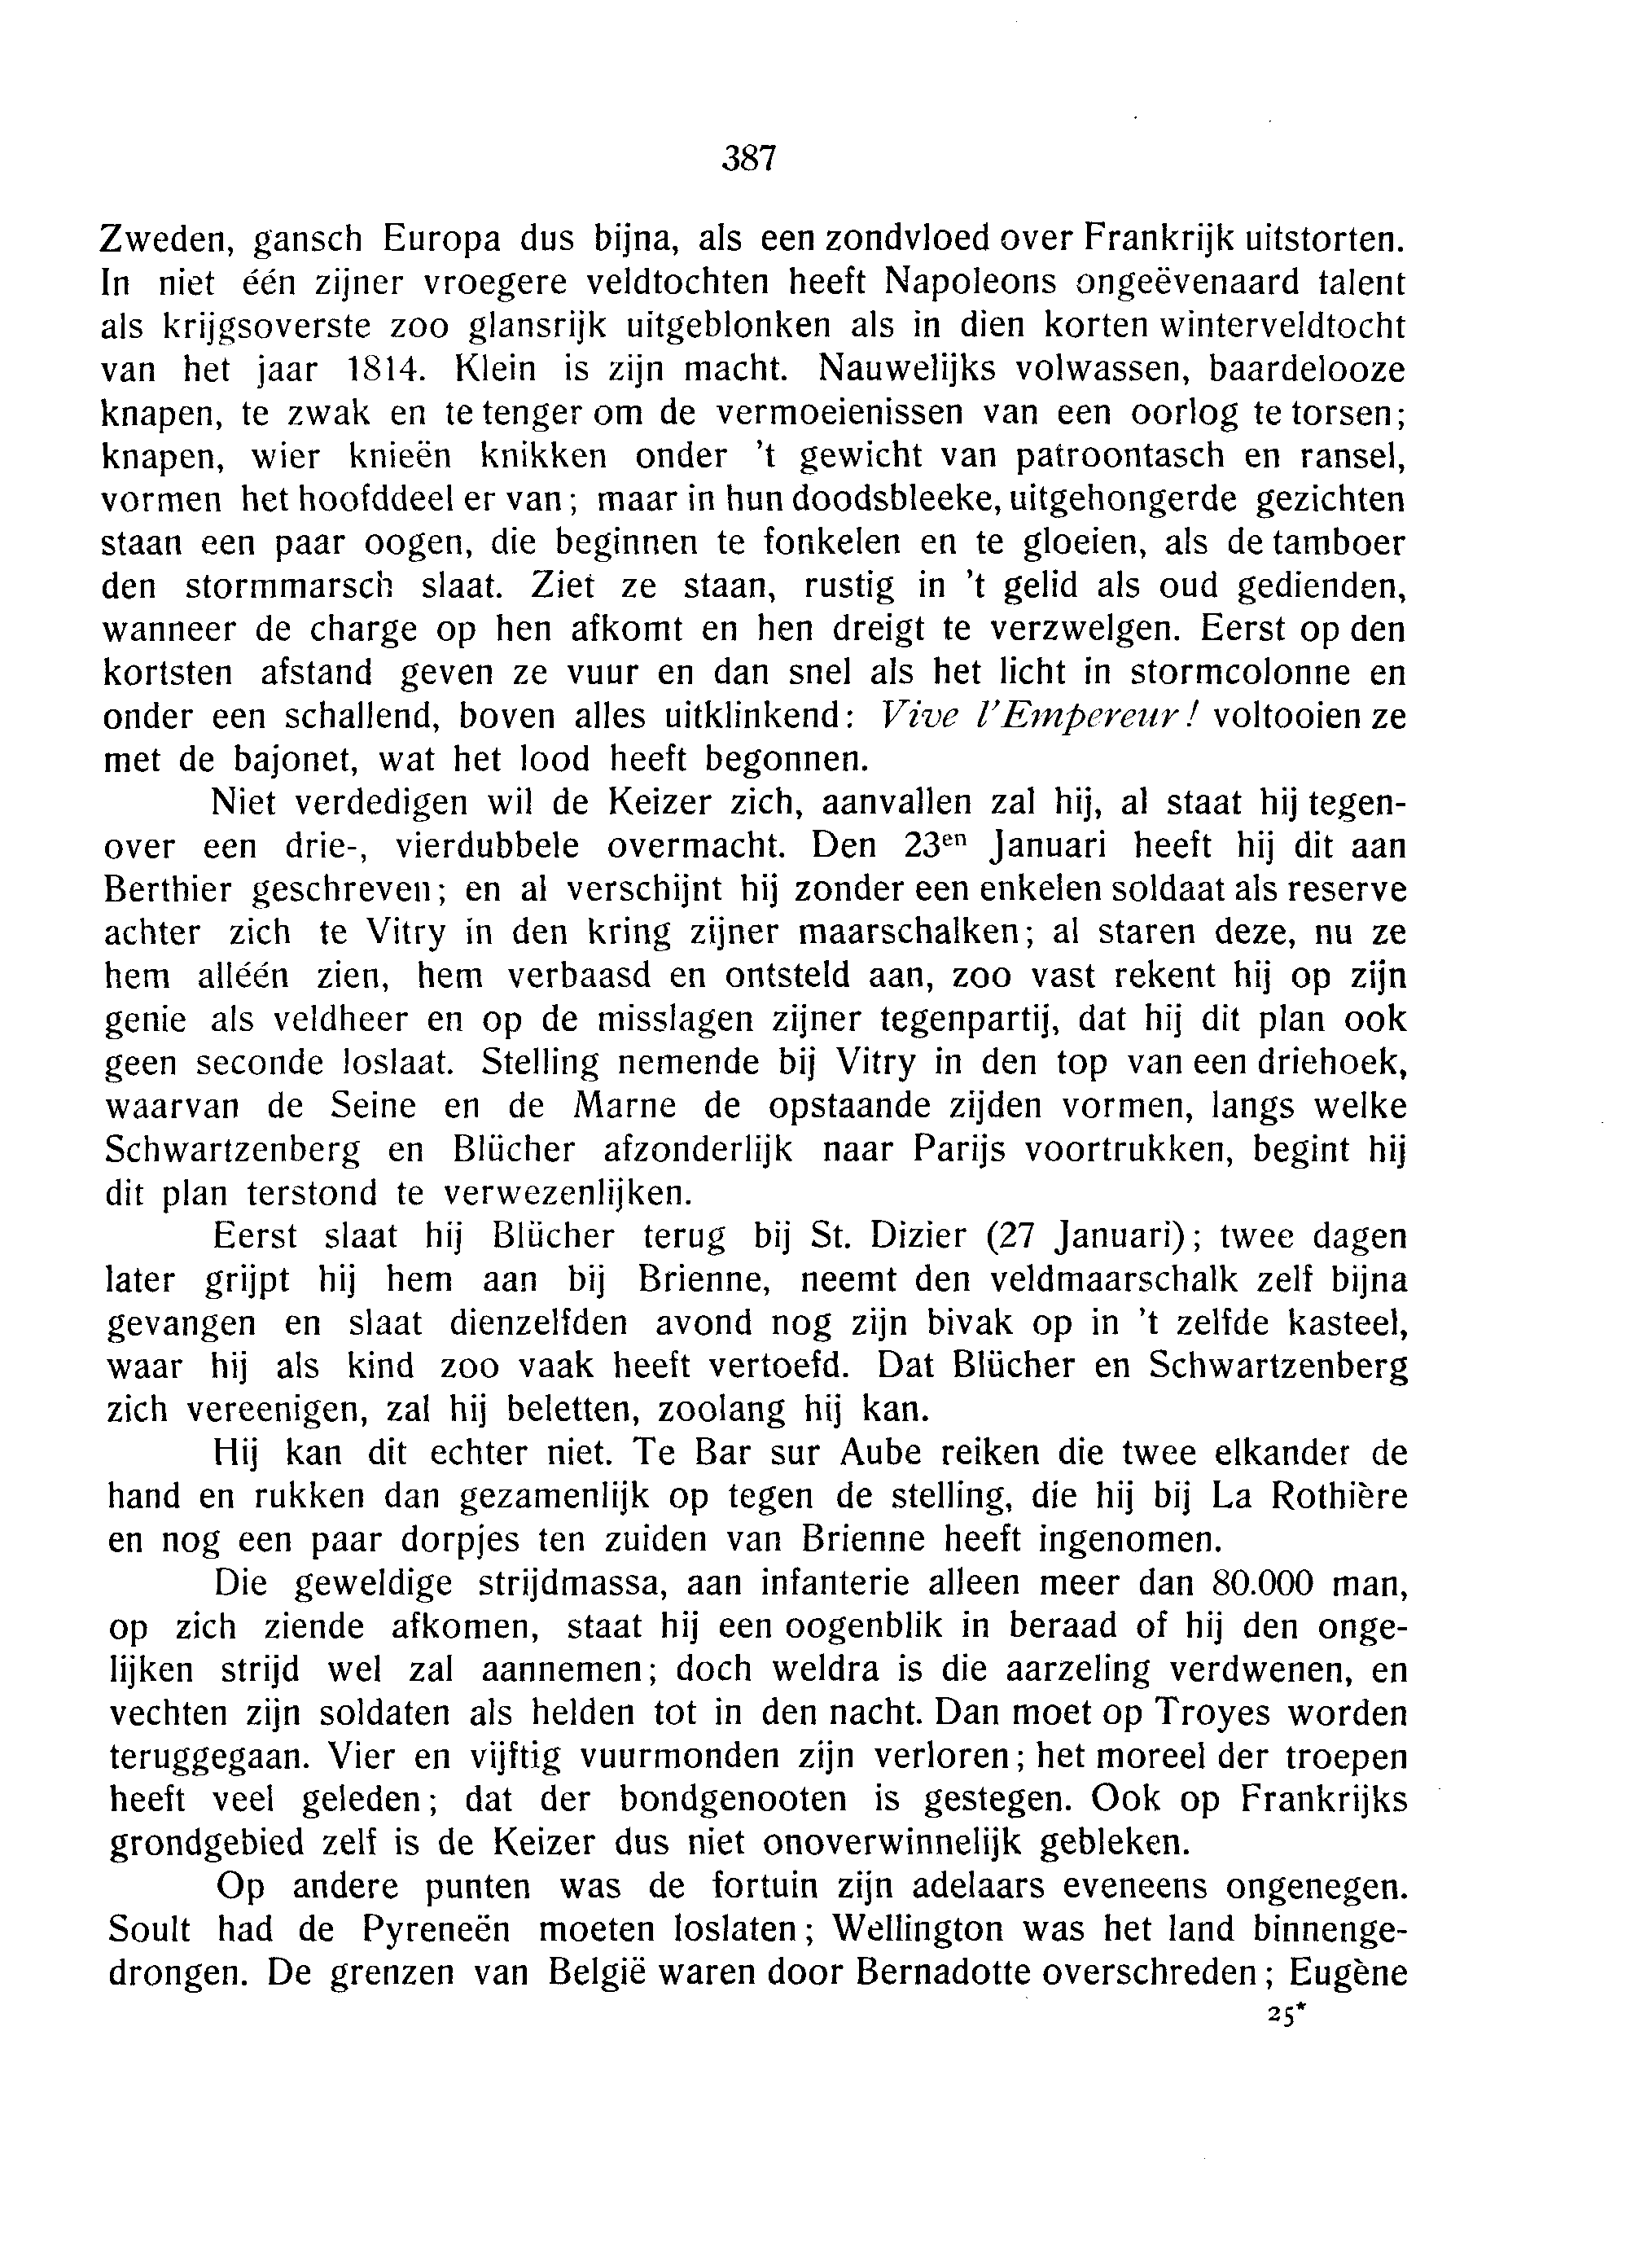 387
Zweden, gansch Europa dus bijna, als een zondvloed over Frankrijk uitstorten.
In niet één zijner vroegere veldtochten heeft Napoleons ongeëvenaard talent
als krijgsoverste zoo glansrijk uitgeblonken als in dien korten winterveldtocht
van het jaar 1814. Klein is zijn macht. Nauwelijks volwassen, baardelooze
knapen, te zwak en te tenger om de vermoeienissen van een oorlog te torsen;
knapen, wier knieën knikken onder 't gewicht van patroontasch en ransel,
vormen het hoofddeel er van; maar in hun doodsbleeke, uitgehongerde gezichten
staan een paar oogen, die beginnen te fonkelen en te gloeien, als de tamboer
den stormmarsch slaat. Ziet ze staan, rustig in 't gelid als oud gedienden,
wanneer de charge op hen afkomt en hen dreigt te verzwelgen. Eerst op den
kortsten afstand geven ze vuur en dan snel als het licht in stormcolonne en
onder een schallend, boven alles uitklinkend: Vive l'Empereur! voltooien ze
met de bajonet, wat het lood heeft begonnen.
Niet verdedigen wil de Keizer zich, aanvallen zal hij, al staat hij tegen-
over een drie-, vierdubbele overmacht. Den 23en Januari heeft hij dit aan
Berthier geschreven; en al verschijnt hij zonder een enkelen soldaat als reserve
achter zich te Vitry in den kring zijner maarschalken; al staren deze, nu ze
hem alléén zien, hem verbaasd en ontsteld aan, zoo vast rekent hij op zijn
genie als veldheer en op de misslagen zijner tegenpartij, dat hij dit plan ook
geen seconde loslaat. Stelling nemende bij Vitry in den top van een driehoek,
waarvan de Seine en de Marne de opstaande zijden vormen, langs welke
Schwartzenberg en Blücher afzonderlijk naar Parijs voortrukken, begint hij
dit plan terstond te verwezenlijken.
Eerst slaat hij Blücher terug bij St. Dizier (27 Januari); twee dagen
later grijpt hij hem aan bij Brienne, neemt den veldmaarschalk zelf bijna
gevangen en slaat dienzelfden avond nog zijn bivak op in 't zelfde kasteel,
waar hij als kind zoo vaak heeft vertoefd. Dat Blücher en Schwartzenberg
zich vereenigen, zal hij beletten, zoolang hij kan.
Hij kan dit echter niet. Te Bar sur Aube reiken die twee elkander de
hand en rukken dan gezamenlijk op tegen de stelling, die hij bij La Rothière
en nog een paar dorpjes ten zuiden van Brienne heeft ingenomen.
Die geweldige strijdmassa, aan infanterie alleen meer dan 80.000 man,
op zich ziende afkomen, staat hij een oogenblik in beraad of hij den onge-
lijken strijd wel zal aannemen; doch weldra is die aarzeling verdwenen, en
vechten zijn soldaten als helden tot in den nacht. Dan moet op Troyes worden
teruggegaan. Vier en vijftig vuurmonden zijn verloren; het moreel der troepen
heeft veel geleden; dat der bondgenooten is gestegen. Ook op Frankrijks
grondgebied zelf is de Keizer dus niet onoverwinnelijk gebleken.
Op andere punten was de fortuin zijn adelaars eveneens ongenegen.
Soult had de Pyreneën moeten loslaten; Wellington was het land binnenge-
drongen. De grenzen van België waren door Bernadotte overschreden; Eugène
25*